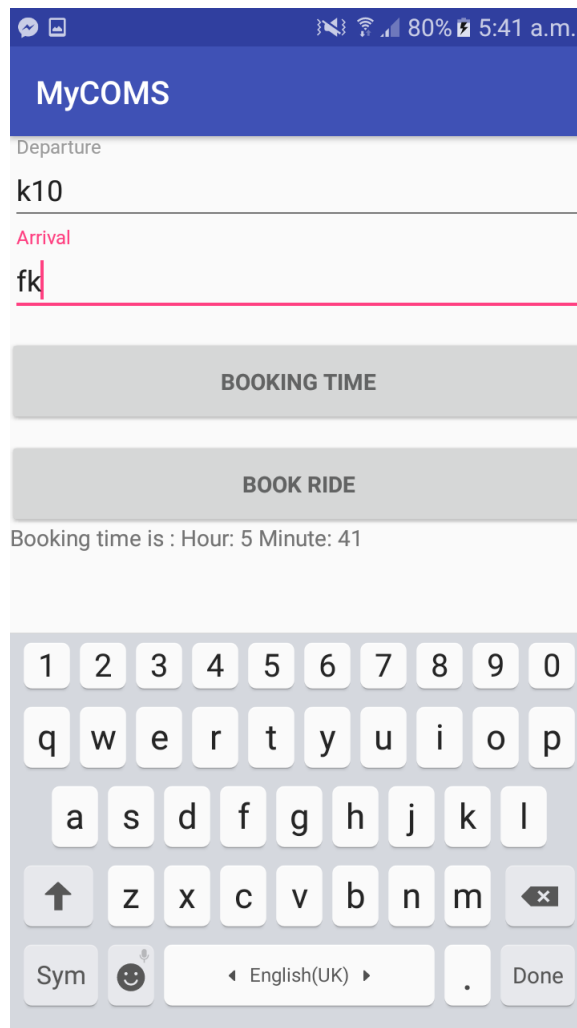 80% 5:41 a.m.
MyCOMS
Departure
k10
Arrival
fk
BOOKING TIME
BOOK RIDE
Booking time is : Hour: 5 Minute: 41
1 2 3 4 5 6 7 8 9 0
q w e r t y u i o p
a s d f g h j k l
z x c v b n m
Sym English(UK) . Done